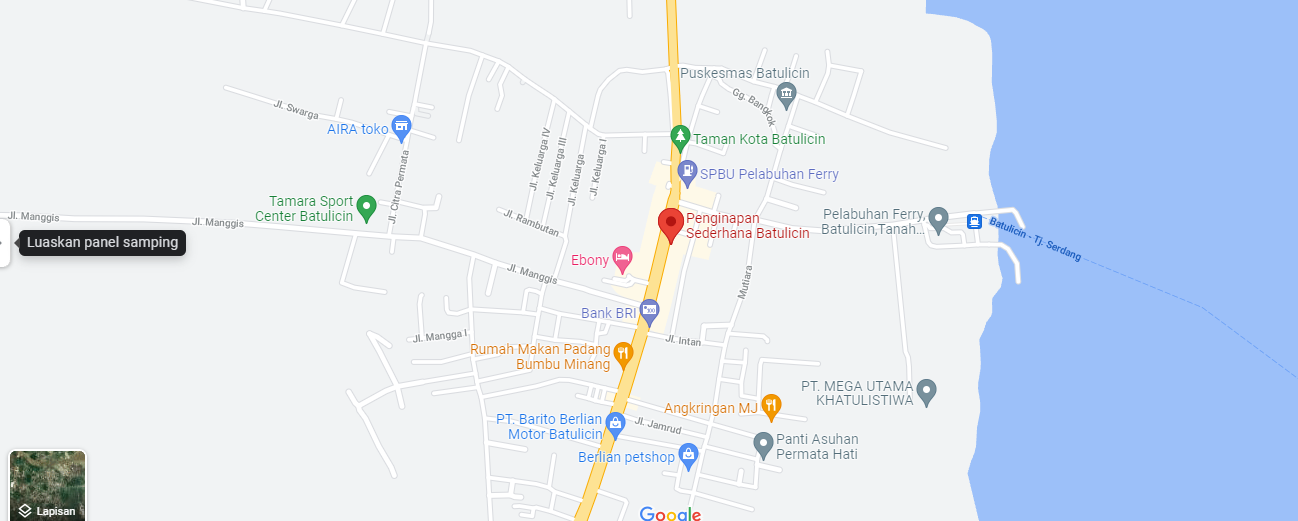 Puskesmas Batulicin
Gg. Bangkok
Jl. Swarga
AIRA toko
Taman Kota Batulicin
Jl. Keluarga IV
Jl. Keluarga III
Jl. Keluarga
Jl. Keluarga I
Jl. Citra Permata
SPBU Pelabuhan Ferry
Tamara Sport
Center Batulicin
Jl. Manggis
Jl. Manggis
Jl. Rambutan
Penginapan
Sederhana Batulicin
Pelabuhan Ferry,
Batulicin,Tanah...
Batulicin - Tj. Serdang
Luaskan panel samping
Ebony
Jl. Manggis
Mutiara
Bank BRI
Jl. Mangga I
Jl. Intan
Rumah Makan Padang
Bumbu Minang
PT. MEGA UTAMA
KHATULISTIWA
Angkringan MJ
PT. Barito Berlian
Motor Batulicin
Jl. Jamrud
Panti Asuhan
Permata Hati
Berlian petshop
Lapisan
Google